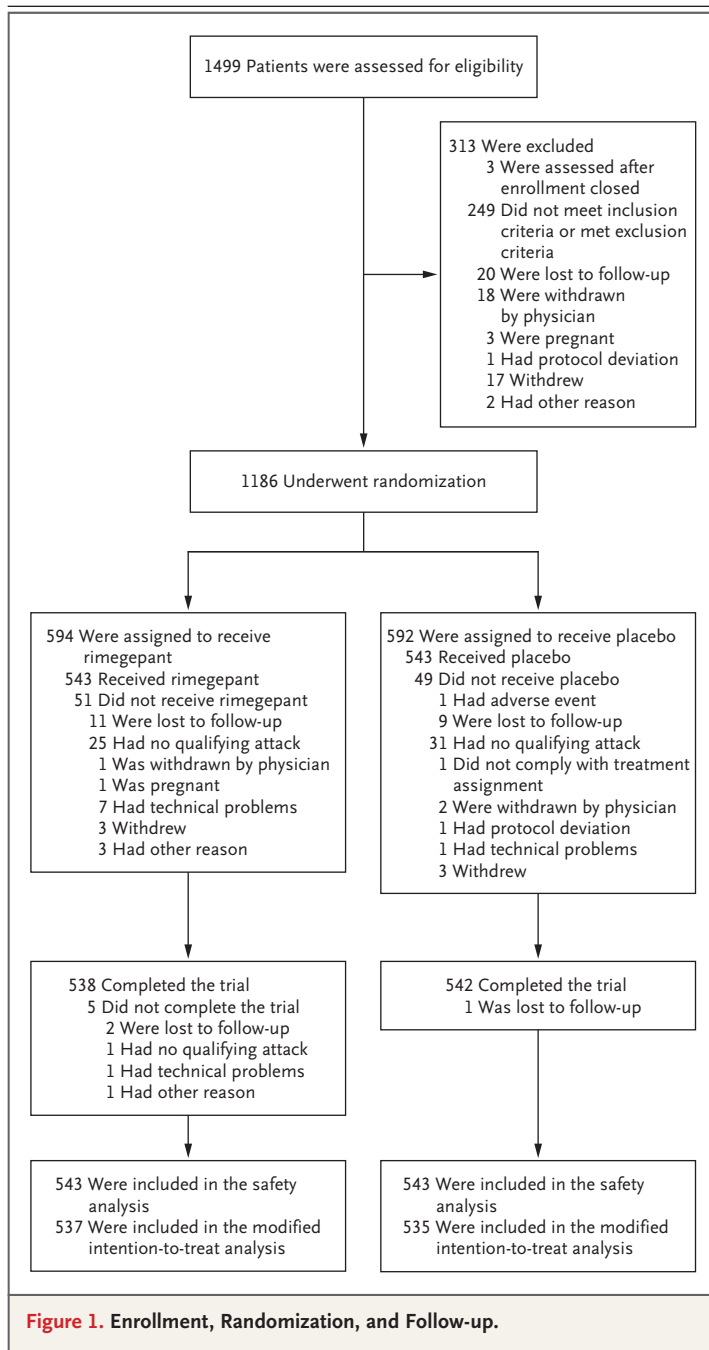 1499 Patients were assessed for eligibility
313 Were excluded
3 Were assessed after
enrollment closed
249 Did not meet inclusion
criteria or met exclusion
criteria
20 Were lost to follow-up
18 Were withdrawn
by physician
3 Were pregnant
1 Had protocol deviation
17 Withdrew
2 Had other reason
1186 Underwent randomization
594 Were assigned to receive
rimegepant
543 Received rimegepant
51 Did not receive rimegepant
11 Were lost to follow-up
25 Had no qualifying attack
1 Was withdrawn by physician
1 Was pregnant
7 Had technical problems
3 Withdrew
3 Had other reason
592 Were assigned to receive placebo
543 Received placebo
49 Did not receive placebo
1 Had adverse event
9 Were lost to follow-up
31 Had no qualifying attack
1 Did not comply with treatment
assignment
2 Were withdrawn by physician
1 Had protocol deviation
1 Had technical problems
3 Withdrew
538 Completed the trial
5 Did not complete the trial
2 Were lost to follow-up
1 Had no qualifying attack
1 Had technical problems
1 Had other reason
542 Completed the trial
1 Was lost to follow-up
543 Were included in the safety
analysis
537 Were included in the modified
intention-to-treat analysis
543 Were included in the safety
analysis
535 Were included in the modified
intention-to-treat analysis
Figure 1. Enrollment, Randomization, and Follow-up.